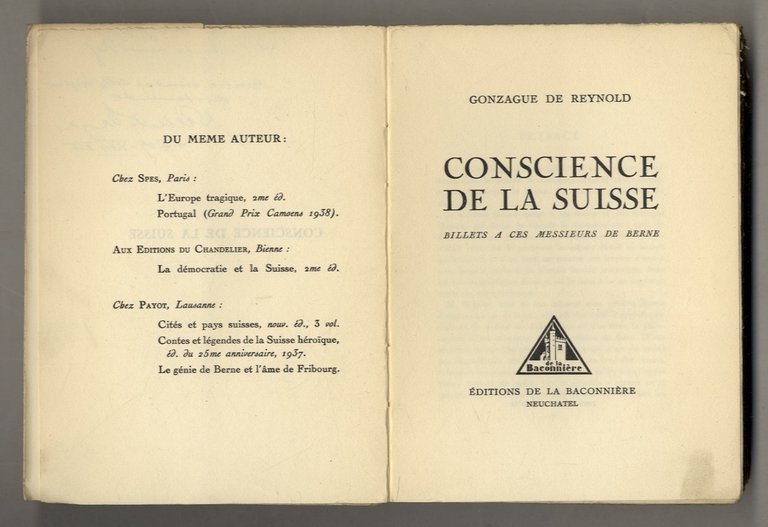 DU MEME AUTEUR:
Chez SPES, Paris :
L'Europe tragique, 2me éd.
Portugal (Grand Prix Camoens 1938).
AUX EDITIONS DU CHANDELIER, Bienne :
La démocratie et la Suisse, 2me éd.
Chez PAYOT, Lausanne :
Cités et pays suisses, nouv. éd., 3 vol.
Contes et légendes de la Suisse héroïque,
éd. du 25me anniversaire, 1937.
Le génie de Berne et l'âme de Fribourg.
GONZAGUE DE REYNOLD
CONSCIENCE
DE LA SUISSE
BILLETS A CES MESSIEURS DE BERNE
de la
Baconnière
ÉDITIONS DE LA BACONNIÈRE
NEUCHATEL